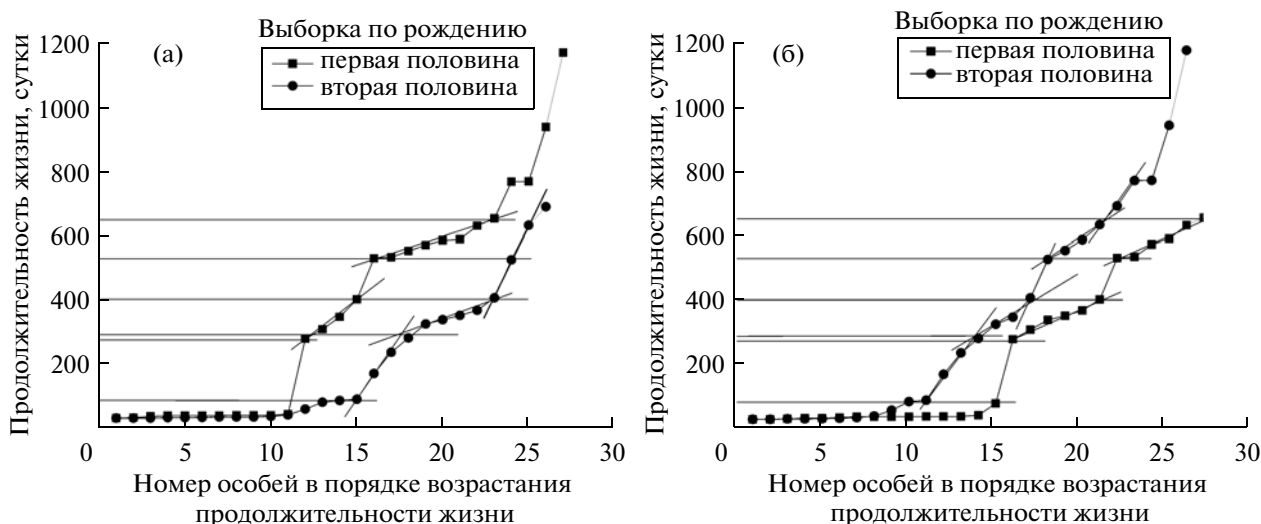 Выборка по рождению
(а)
первая половина
вторая половина
Продолжительность жизни, сутки
1200
1000
800
600
400
200
0 5 10 15 20 25 30
Номер особей в порядке возрастания
продолжительности жизни
Выборка по рождению
(б)
первая половина
вторая половина
Продолжительность жизни, сутки
1200
1000
800
600
400
200
0 5 10 15 20 25 30
Номер особей в порядке возрастания
продолжительности жизни